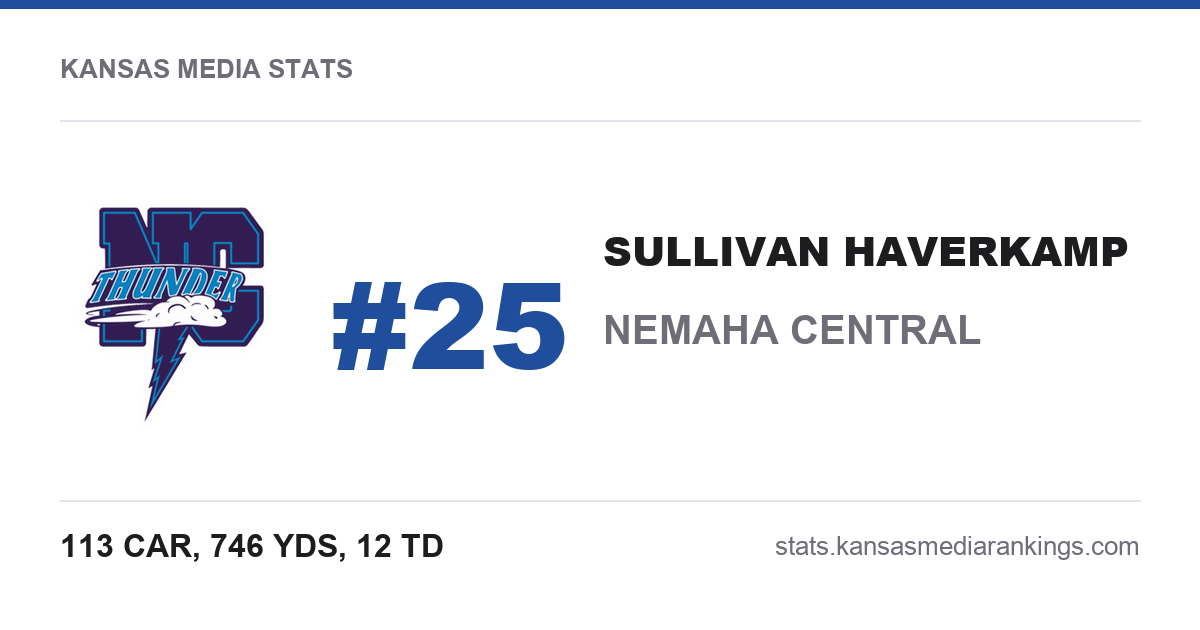 KANSAS MEDIA STATS
NC
THUNDER
#25
SULLIVAN HAVERKAMP
NEMAHA CENTRAL
113 CAR, 746 YDS, 12 TD
stats.kansasmediarankings.com